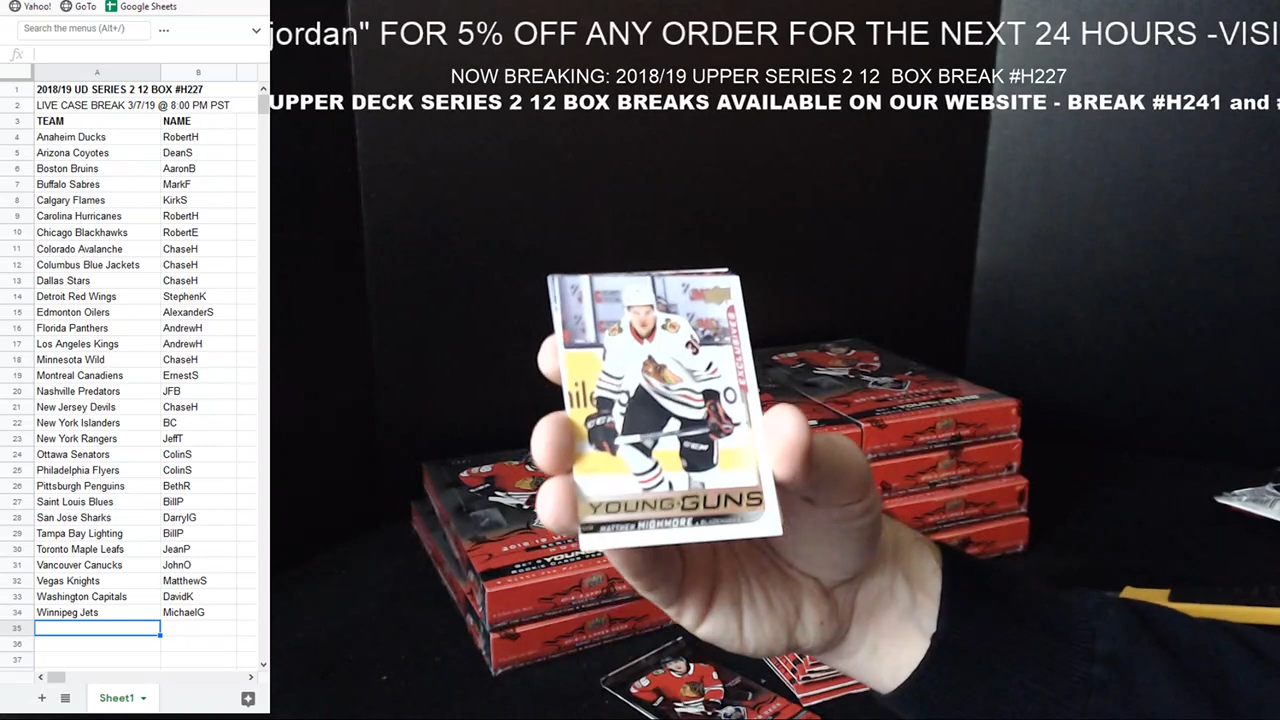 Yahoo! GoTo Google Sheets
Search the menus (Alt+/)
fx
A B
1 2018/19 UD SERIES 2 12 BOX #H227
2 LIVE CASE BREAK 3/7/19 @ 8:00 PM PST
3 TEAM NAME
4 Anaheim Ducks RobertH
5 Arizona Coyotes DeanS
6 Boston Bruins AaronB
7 Buffalo Sabres MarkF
8 Calgary Flames KirkS
9 Carolina Hurricanes RobertH
10 Chicago Blackhawks RobertE
11 Colorado Avalanche ChaseH
12 Columbus Blue Jackets ChaseH
13 Dallas Stars ChaseH
14 Detroit Red Wings StephenK
15 Edmonton Oilers AlexanderS
16 Florida Panthers AndrewH
17 Los Angeles Kings AndrewH
18 Minnesota Wild ChaseH
19 Montreal Canadiens ErnestS
20 Nashville Predators JFB
21 New Jersey Devils ChaseH
22 New York Islanders BC
23 New York Rangers JeffT
24 Ottawa Senators ColinS
25 Philadelphia Flyers ColinS
26 Pittsburgh Penguins BethR
27 Saint Louis Blues BillP
28 San Jose Sharks DarrylG
29 Tampa Bay Lighting BillP
30 Toronto Maple Leafs JeanP
31 Vancouver Canucks JohnO
32 Vegas Knights MatthewS
33 Washington Capitals DavidK
34 Winnipeg Jets MichaelG
35
36
37
Sheet1
jordan" FOR 5% OFF ANY ORDER FOR THE NEXT 24 HOURS -VISI
NOW BREAKING: 2018/19 UPPER SERIES 2 12 BOX BREAK #H227
UPPER DECK SERIES 2 12 BOX BREAKS AVAILABLE ON OUR WEBSITE - BREAK #H241 and
EXCLUSIVES
YOUNG GUNS
MATTHEW HIGHMORE